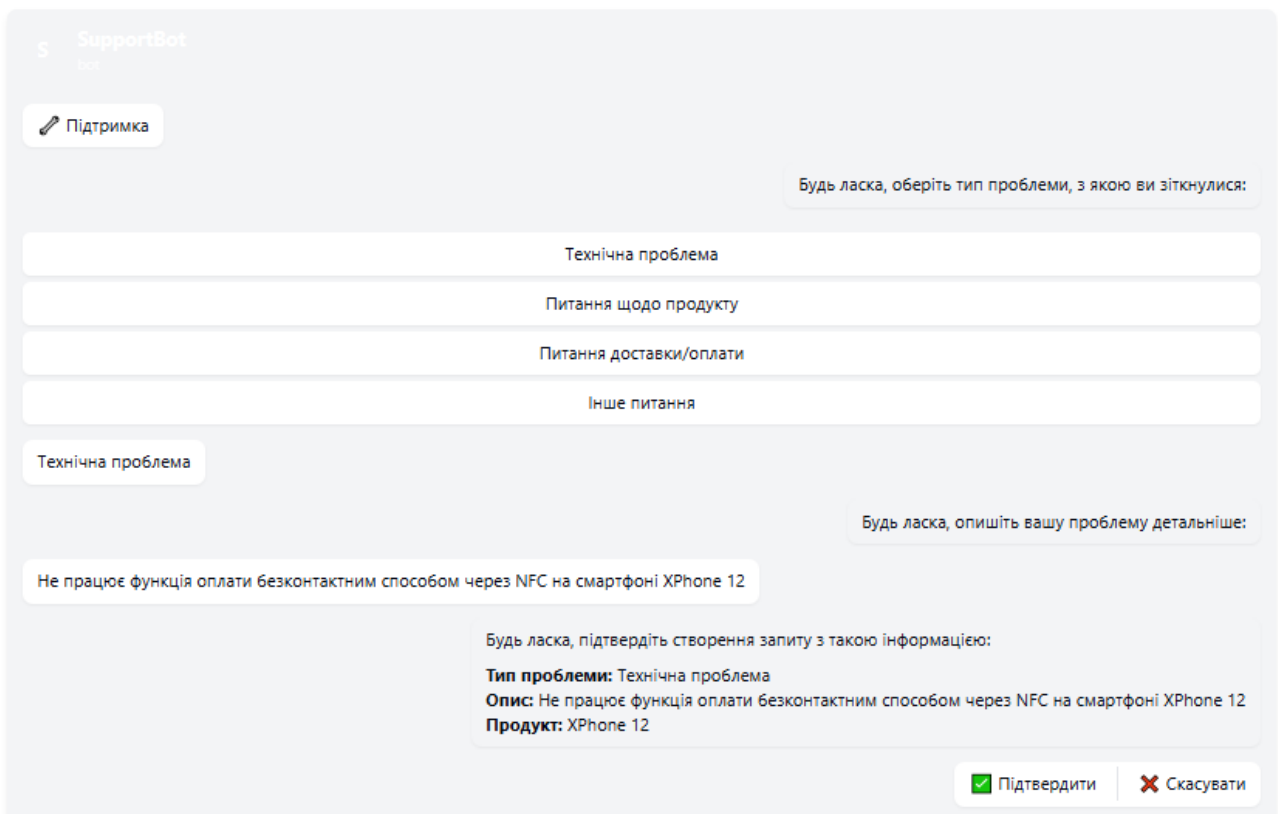 S
SupportBot
bot
Підтримка
Будь ласка, оберіть тип проблеми, з якою ви зіткнулися:
Технічна проблема
Питання щодо продукту
Питання доставки/оплати
Інше питання
Технічна проблема
Будь ласка, опишіть вашу проблему детальніше:
Не працює функція оплати безконтактним способом через NFC на смартфоні XPhone 12
Будь ласка, підтвердіть створення запиту з такою інформацією:
Тип проблеми: Технічна проблема
Опис: Не працює функція оплати безконтактним способом через NFC на смартфоні XPhone 12
Продукт: XPhone 12
Підтвердити Скасувати